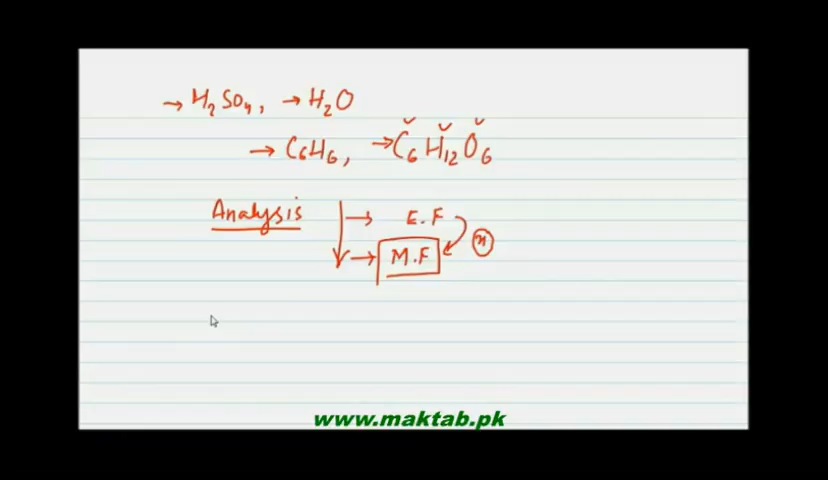 → H₂SO₄, → H₂O
→ C₆H₆, → C₆H₁₂O₆
Analysis → E.F
→ M.F (n)
www.maktab.pk